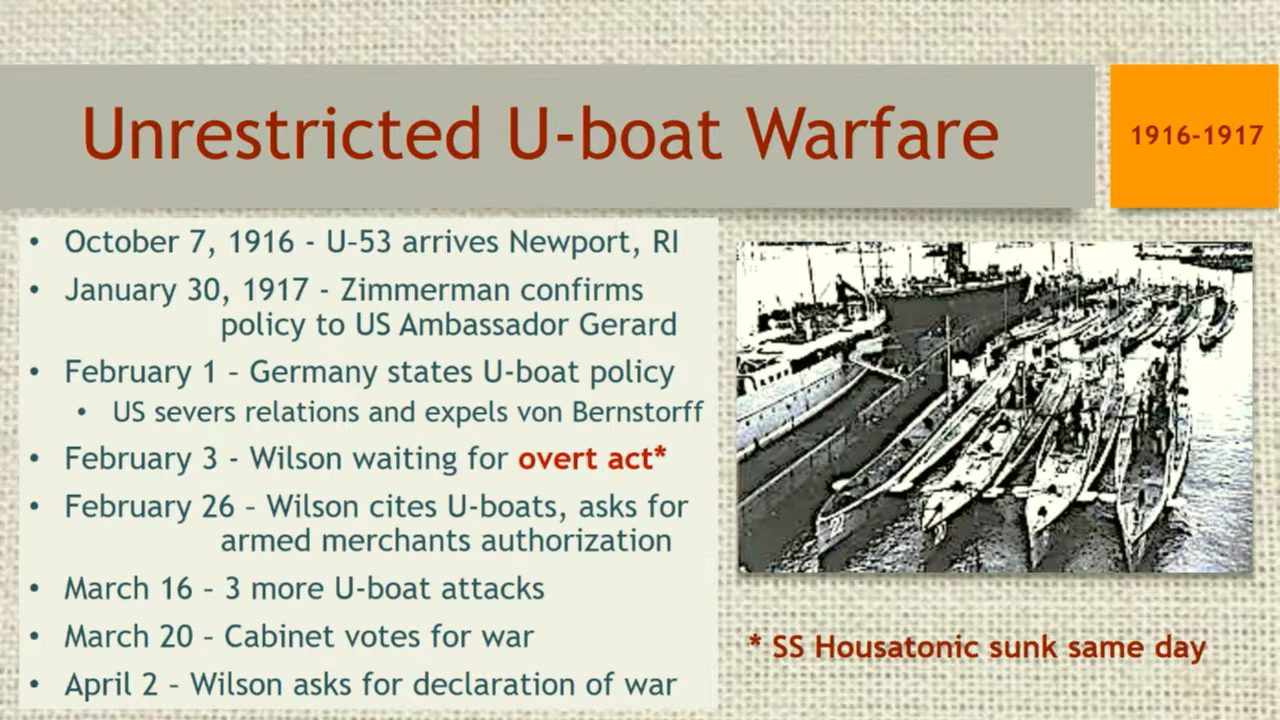 Unrestricted U-boat Warfare
1916-1917
• October 7, 1916 - U-53 arrives Newport, RI
• January 30, 1917 - Zimmerman confirms
policy to US Ambassador Gerard
• February 1 – Germany states U-boat policy
• US severs relations and expels von Bernstorff
• February 3 - Wilson waiting for overt act*
• February 26 – Wilson cites U-boats, asks for
armed merchants authorization
• March 16 – 3 more U-boat attacks
• March 20 – Cabinet votes for war
• April 2 – Wilson asks for declaration of war
* SS Housatonic sunk same day